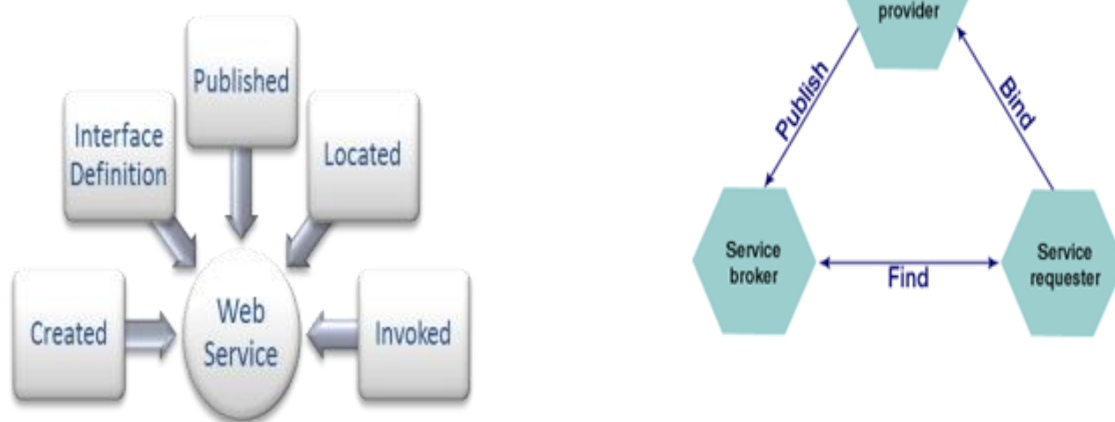 Published
Interface
Definition
Located
Created
Web
Service
Invoked
provider
Publish
Bind
Service
broker
Find
Service
requester